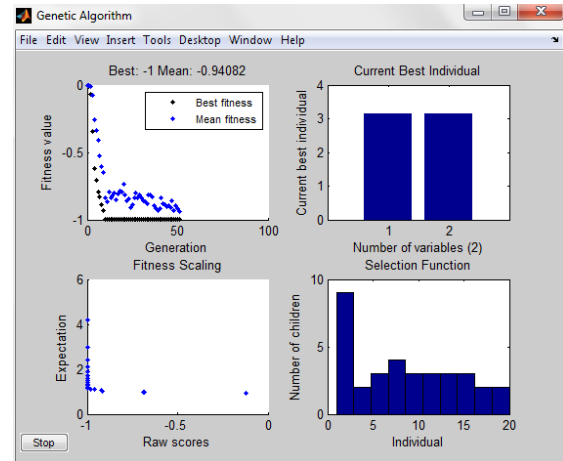 Genetic Algorithm
File Edit View Insert Tools Desktop Window Help
Best: -1 Mean: -0.94082
0
-0.5
-1
Fitness value
Best fitness
Mean fitness
0 50 100
Generation
Current Best Individual
4
3
2
1
0
Current best individual
1 2
Number of variables (2)
Fitness Scaling
6
4
2
0
Expectation
-1 -0.5 0
Raw scores
Selection Function
10
5
0
Number of children
0 5 10 15 20
Individual
Stop